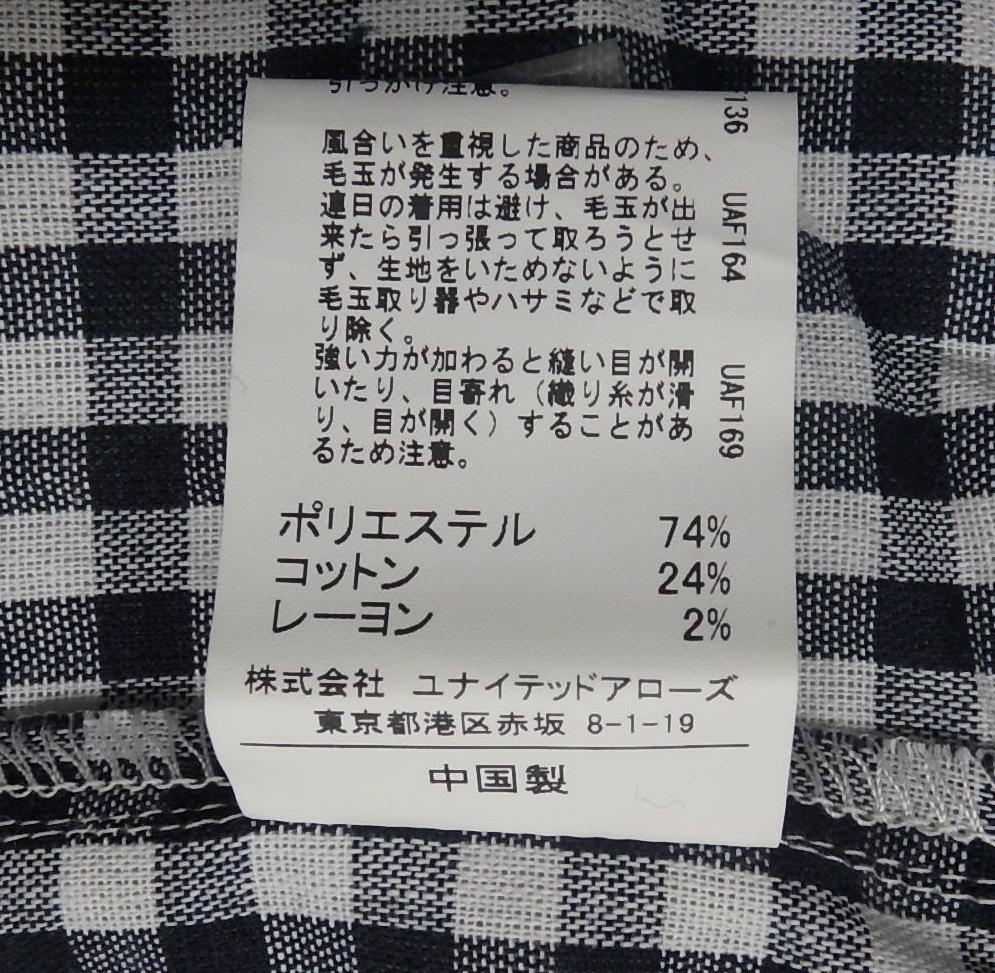 引っかけ注意。
風合いを重視した商品のため、
毛玉が発生する場合がある。
連日の着用は避け、毛玉が出
来たら引っ張って取ろうとせ
ず、生地をいためないように
毛玉取り器やハサミなどで取
り除く。
強い力が加わると縫い目が開
いたり、目寄れ（織り糸が滑
り、目が開く）することがあ
るため注意。
136
UAF164
UAF169
ポリエステル 74%
コットン 24%
レーヨン 2%
株式会社 ユナイテッドアローズ
東京都港区赤坂 8-1-19
中国製